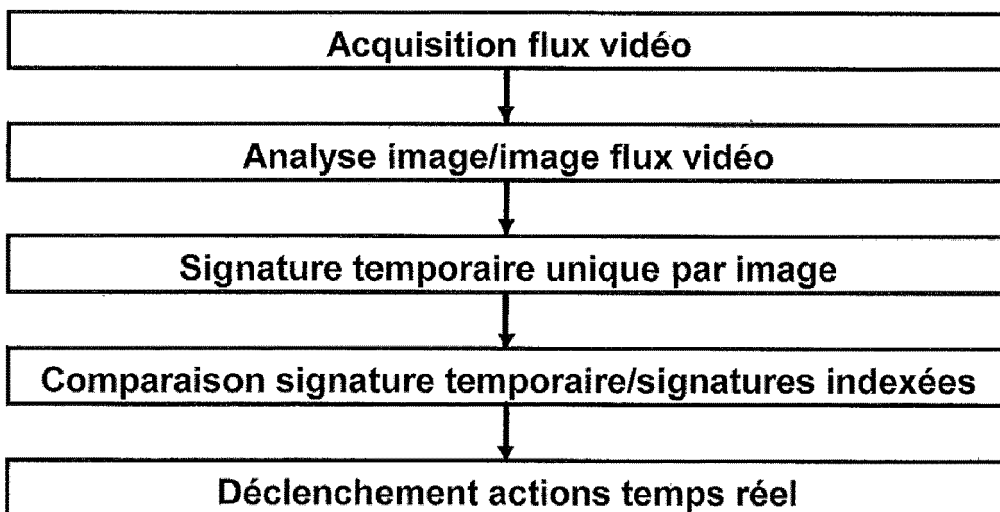 Acquisition flux vidéo
Analyse image/image flux vidéo
Signature temporaire unique par image
Comparaison signature temporaire/signatures indexées
Déclenchement actions temps réel